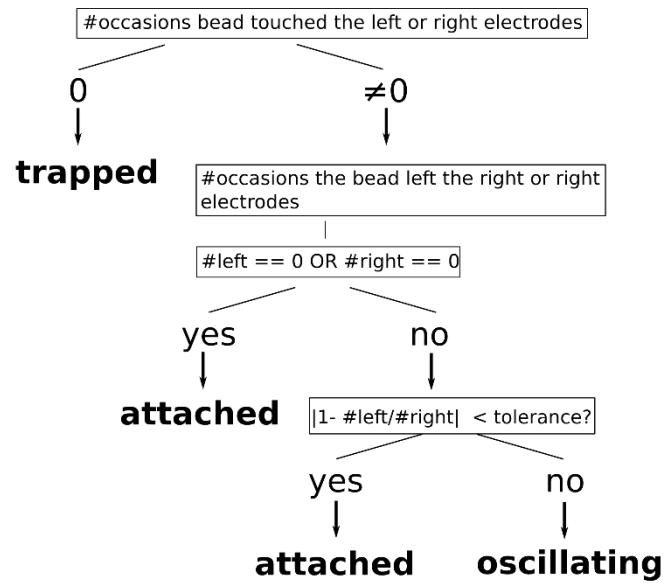 #occasions bead touched the left or right electrodes
0
≠0
trapped
#occasions the bead left the right or right
electrodes
#left == 0 OR #right == 0
yes
no
attached
|1- #left/#right|  < tolerance?
yes
no
attached
oscillating